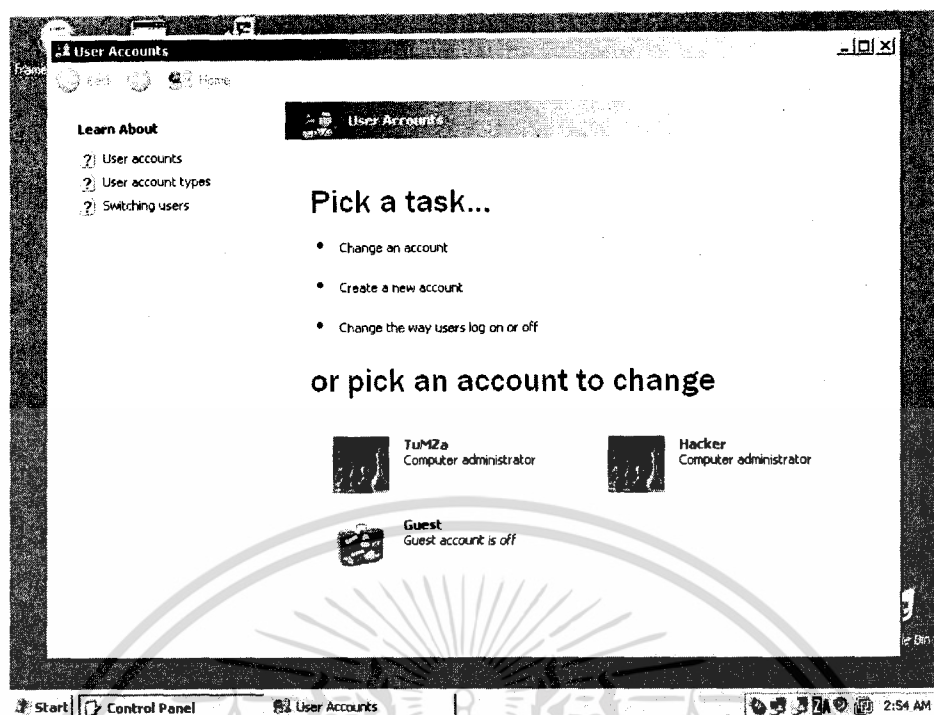 User Accounts
Back Home
Learn About
User Accounts
? User accounts
? User account types
? Switching users
Pick a task...
• Change an account
• Create a new account
• Change the way users log on or off
or pick an account to change
TuMZa
Computer administrator
Hacker
Computer administrator
Guest
Guest account is off
Start
Control Panel
User Accounts
ZA
2:54 AM